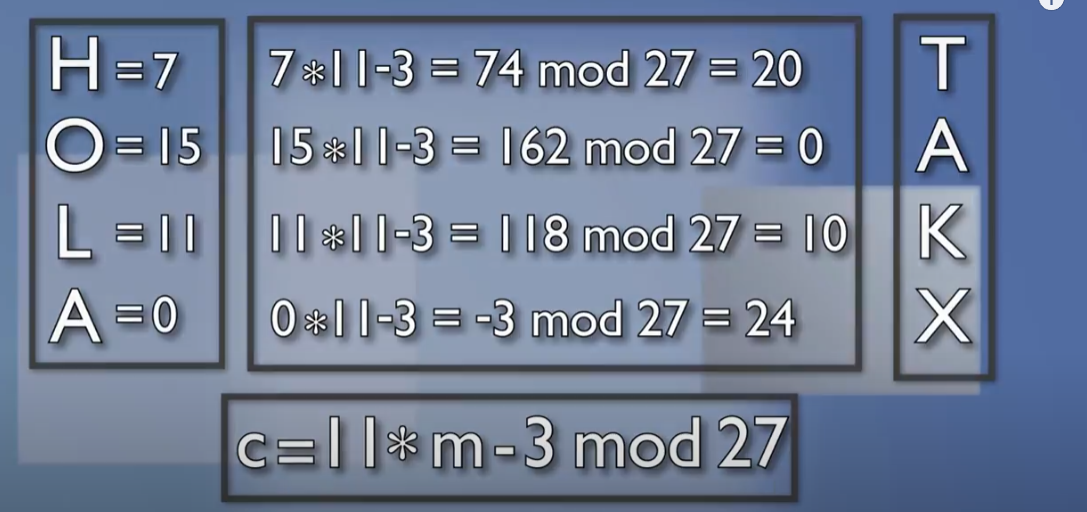 H = 7 7*11-3 = 74 mod 27 = 20 T
O = 15 15*11-3 = 162 mod 27 = 0 A
L = 11 11*11-3 = 118 mod 27 = 10 K
A = 0 0*11-3 = -3 mod 27 = 24 X
c=11*m-3 mod 27